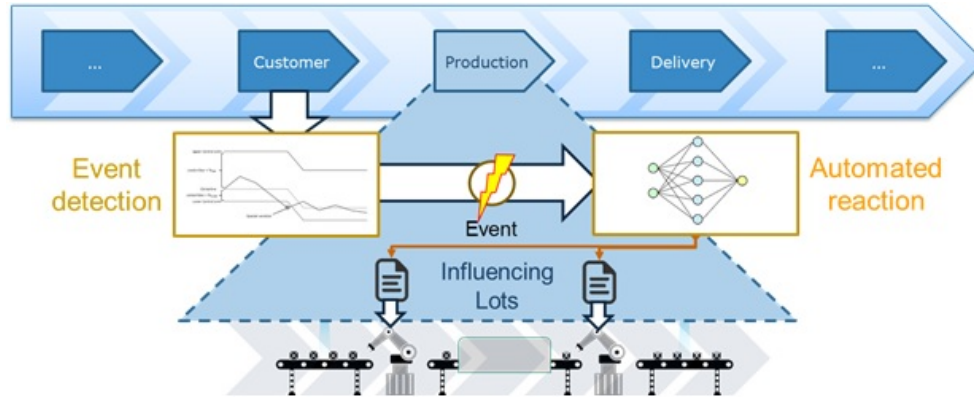 ...
Customer
Production
Delivery
...
Event
detection
Event
Automated
reaction
Influencing
Lots